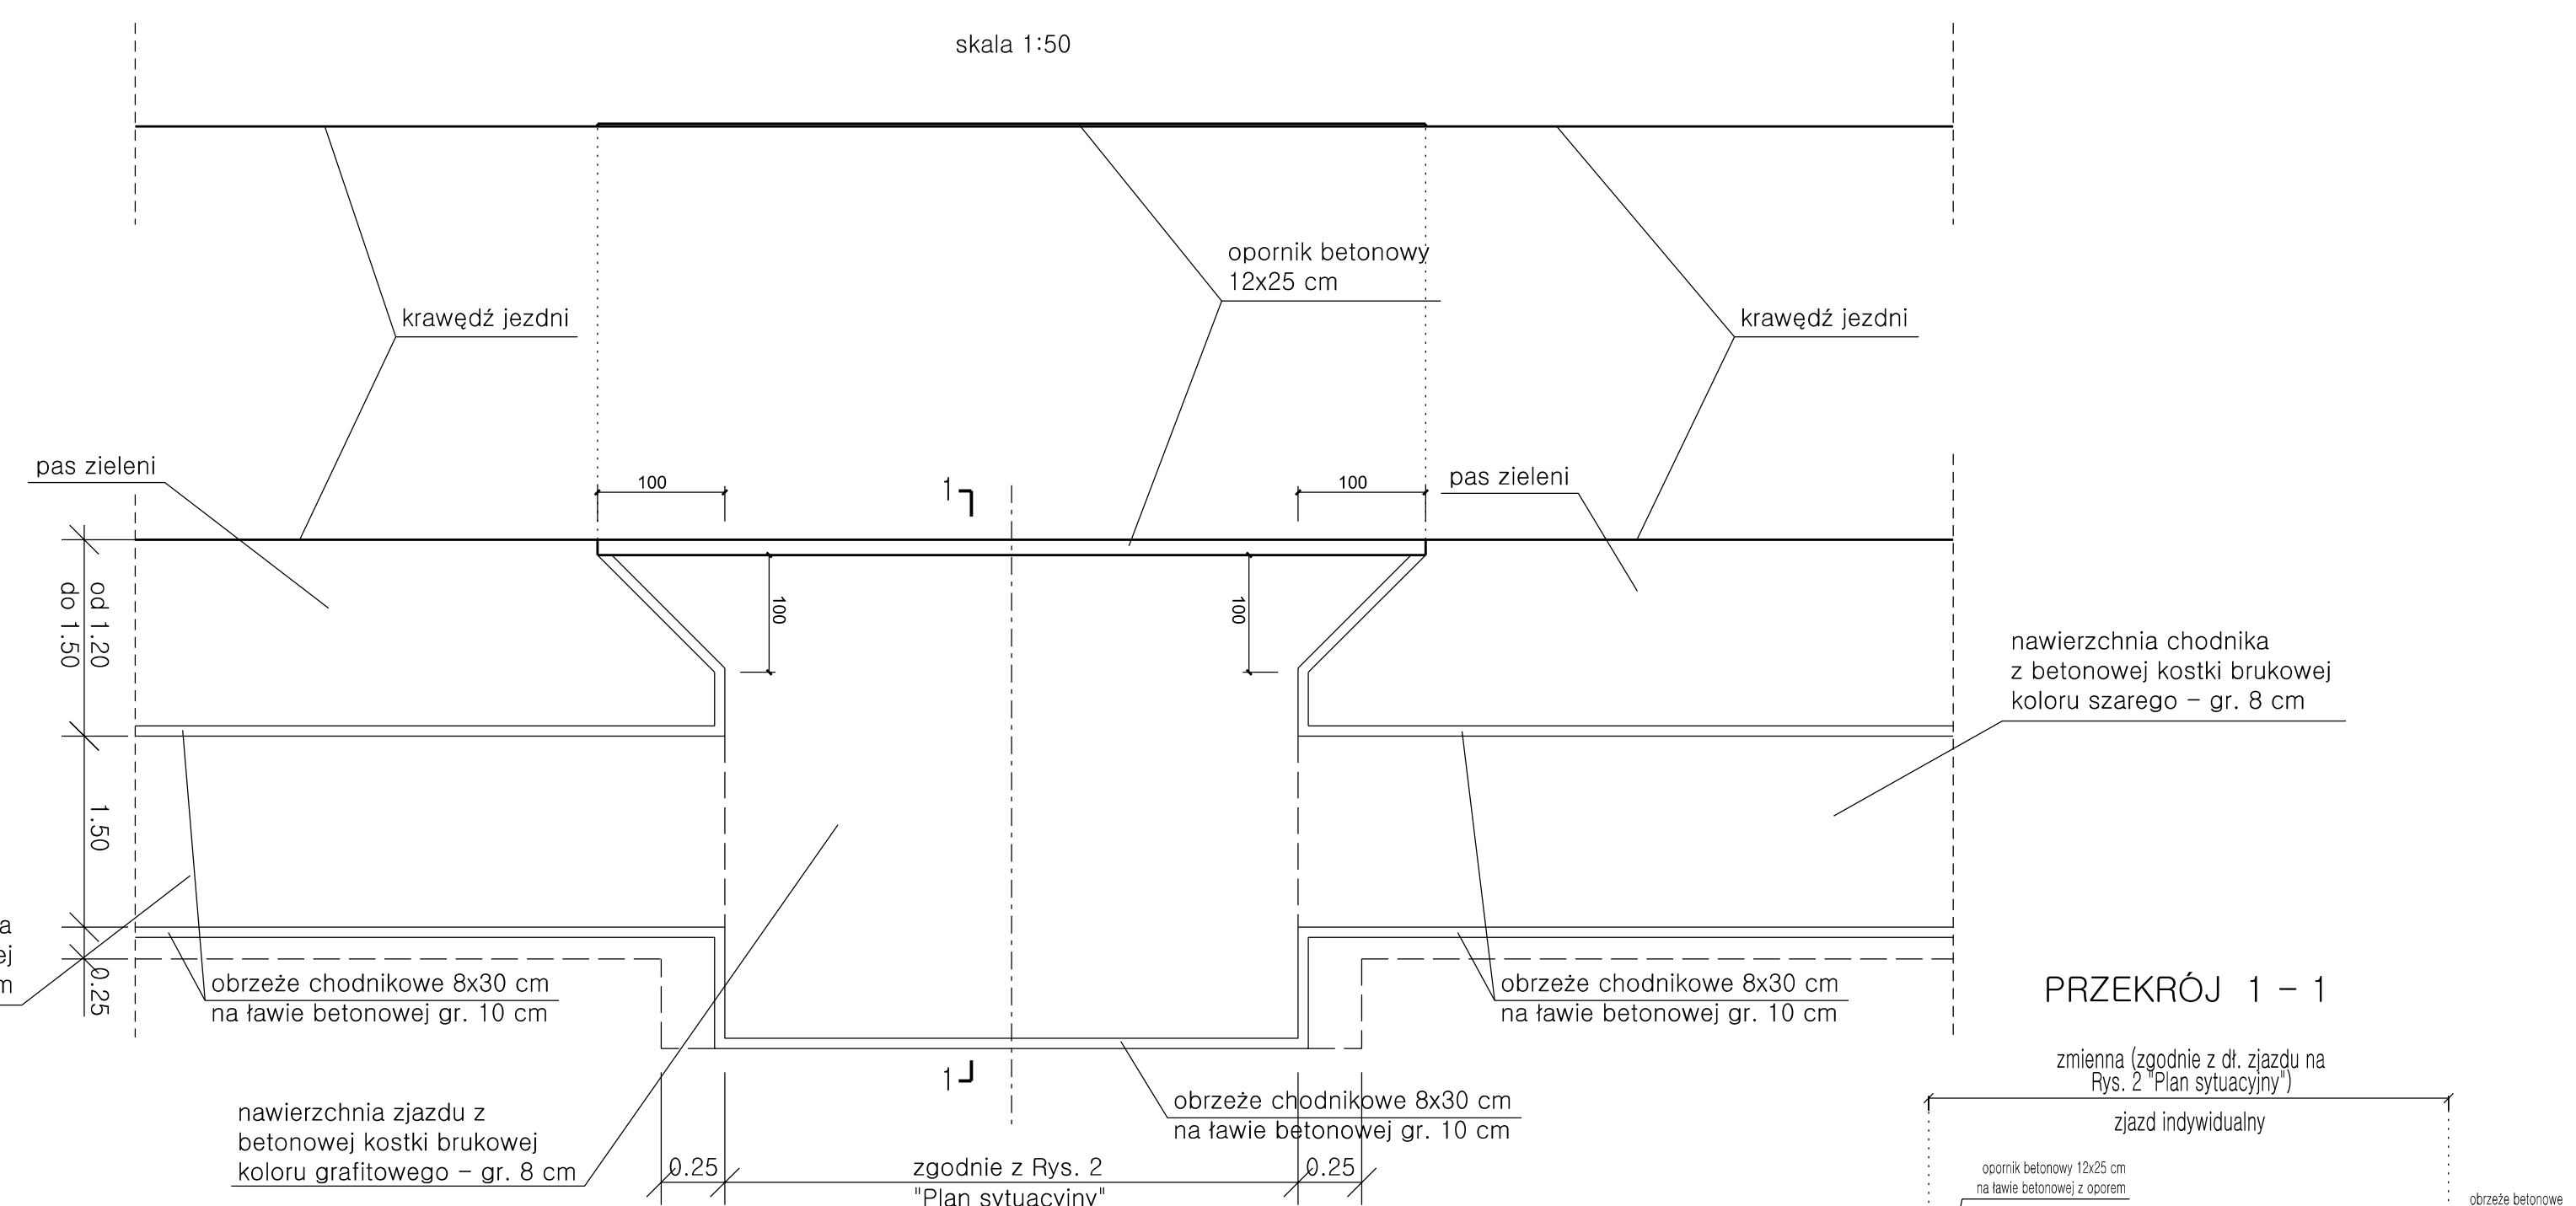 skala 1:50
opornik betonowy
12x25 cm
krawędź jezdni
krawędź jezdni
pas zieleni
100
1
100
pas zieleni
od 1.20
do 1.50
100
100
nawierzchnia chodnika
z betonowej kostki brukowej
koloru szarego - gr. 8 cm
1.50
a
ej
m
0.25
obrzeże chodnikowe 8x30 cm
na ławie betonowej gr. 10 cm
obrzeże chodnikowe 8x30 cm
na ławie betonowej gr. 10 cm
PRZEKRÓJ 1 - 1
zmienna (zgodnie z dł. zjazdu na
Rys. 2 "Plan sytuacyjny")
zjazd indywidualny
1
obrzeże chodnikowe 8x30 cm
na ławie betonowej gr. 10 cm
nawierzchnia zjazdu z
betonowej kostki brukowej
koloru grafitowego - gr. 8 cm
0.25
zgodnie z Rys. 2
"Plan sytuacyjny"
0.25
opornik betonowy 12x25 cm
na ławie betonowej z oporem
obrzeże betonowe